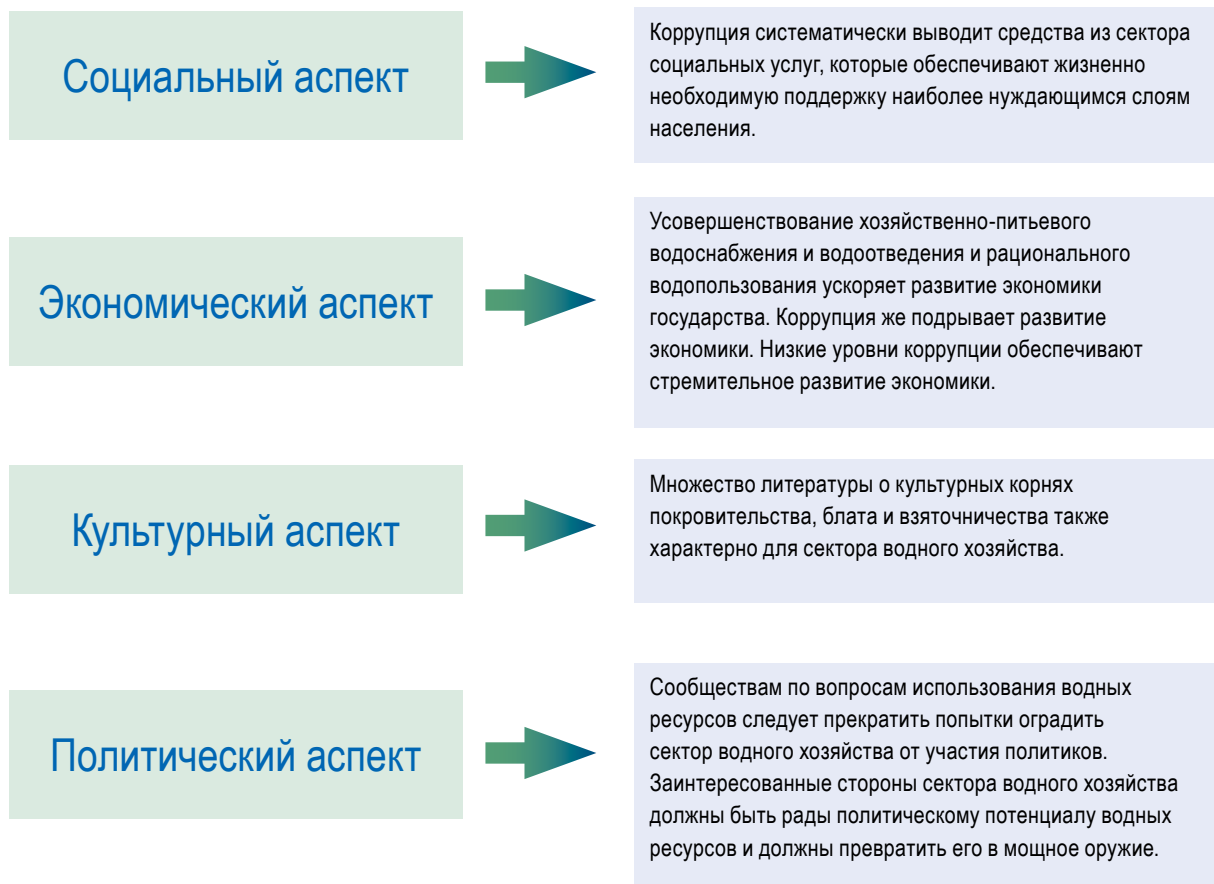 Социальный аспект
Коррупция систематически выводит средства из сектора
социальных услуг, которые обеспечивают жизненно
необходимую поддержку наиболее нуждающимся слоям
населения.
Экономический аспект
Усовершенствование хозяйственно-питьевого
водоснабжения и водоотведения и рационального
водопользования ускоряет развитие экономики
государства. Коррупция же подрывает развитие
экономики. Низкие уровни коррупции обеспечивают
стремительное развитие экономики.
Культурный аспект
Множество литературы о культурных корнях
покровительства, блата и взяточничества также
характерно для сектора водного хозяйства.
Политический аспект
Сообществам по вопросам использования водных
ресурсов следует прекратить попытки оградить
сектор водного хозяйства от участия политиков.
Заинтересованные стороны сектора водного хозяйства
должны быть рады политическому потенциалу водных
ресурсов и должны превратить его в мощное оружие.